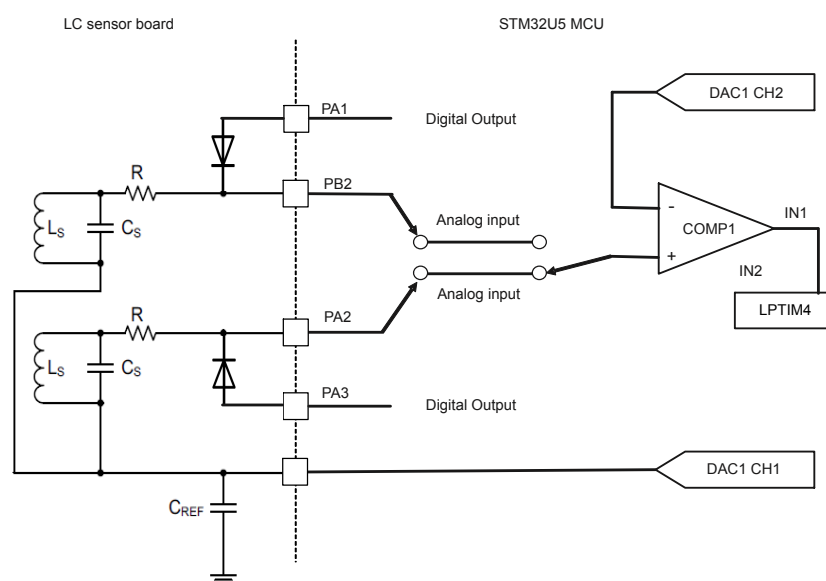 LC sensor board
STM32U5 MCU
PA1
Digital Output
DAC1 CH2
R
PB2
Analog input
LS
CS
-
COMP1
IN1
+
IN2
Analog input
R
PA2
LPTIM4
LS
CS
PA3
Digital Output
DAC1 CH1
CREF